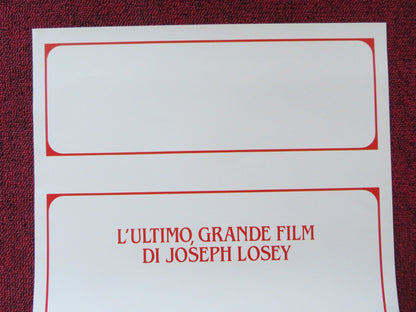 L'ULTIMO, GRANDE FILM
DI JOSEPH LOSEY